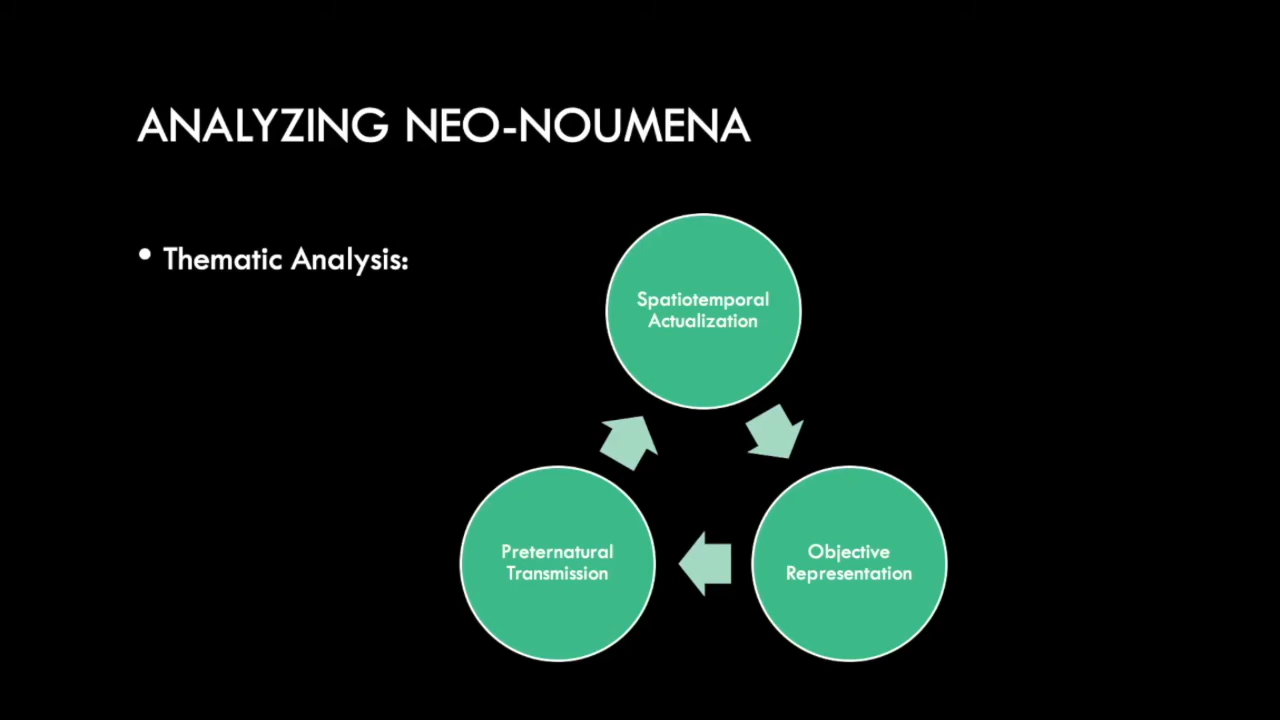 ANALYZING NEO-NOUMENA
• Thematic Analysis:
Spatiotemporal
Actualization
Preternatural
Transmission
Objective
Representation